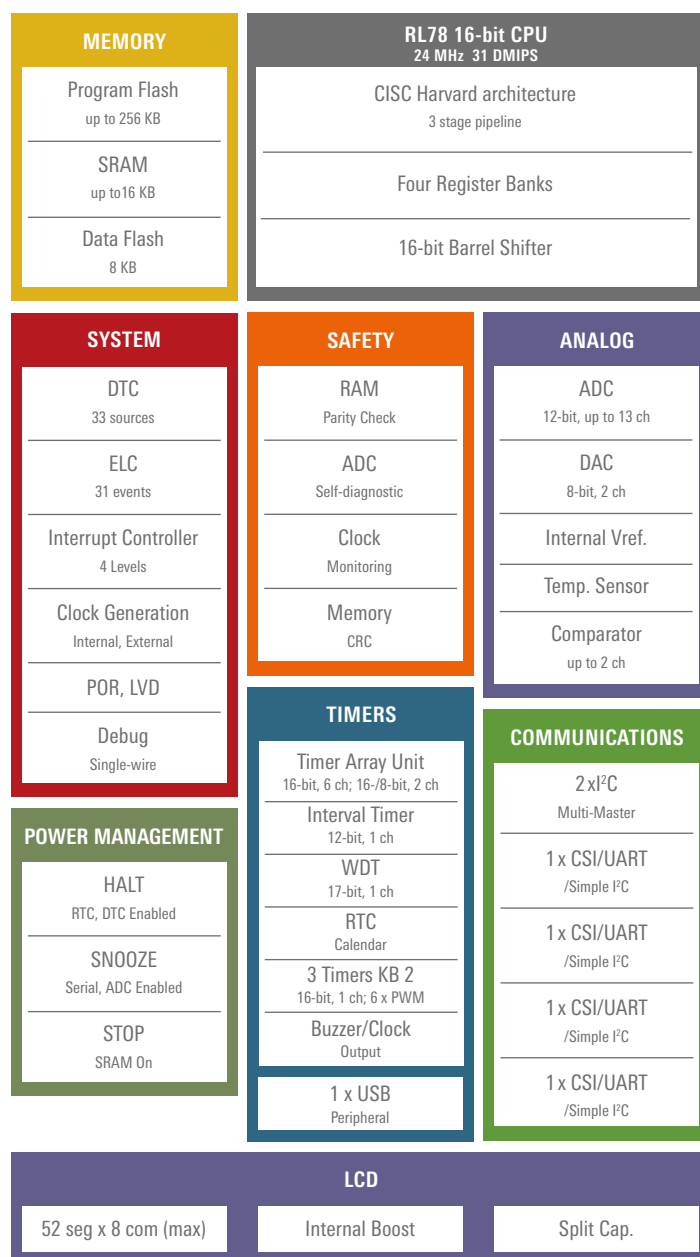 MEMORY
Program Flash
up to 256 KB
SRAM
up to16 KB
Data Flash
8 KB
RL78 16-bit CPU
24 MHz 31 DMIPS
CISC Harvard architecture
3 stage pipeline
Four Register Banks
16-bit Barrel Shifter
SYSTEM
DTC
33 sources
ELC
31 events
Interrupt Controller
4 Levels
Clock Generation
Internal, External
POR, LVD
Debug
Single-wire
SAFETY
RAM
Parity Check
ADC
Self-diagnostic
Clock
Monitoring
Memory
CRC
ANALOG
ADC
12-bit, up to 13 ch
DAC
8-bit, 2 ch
Internal Vref.
Temp. Sensor
Comparator
up to 2 ch
POWER MANAGEMENT
HALT
RTC, DTC Enabled
SNOOZE
Serial, ADC Enabled
STOP
SRAM On
TIMERS
Timer Array Unit
16-bit, 6 ch; 16-/8-bit, 2 ch
Interval Timer
12-bit, 1 ch
WDT
17-bit, 1 ch
RTC
Calendar
3 Timers KB 2
16-bit, 1 ch; 6 x PWM
Buzzer/Clock
Output
1 x USB
Peripheral
COMMUNICATIONS
2 xI²C
Multi-Master
1 x CSI/UART
/Simple I²C
1 x CSI/UART
/Simple I²C
1 x CSI/UART
/Simple I²C
1 x CSI/UART
/Simple I²C
LCD
52 seg x 8 com (max)
Internal Boost
Split Cap.